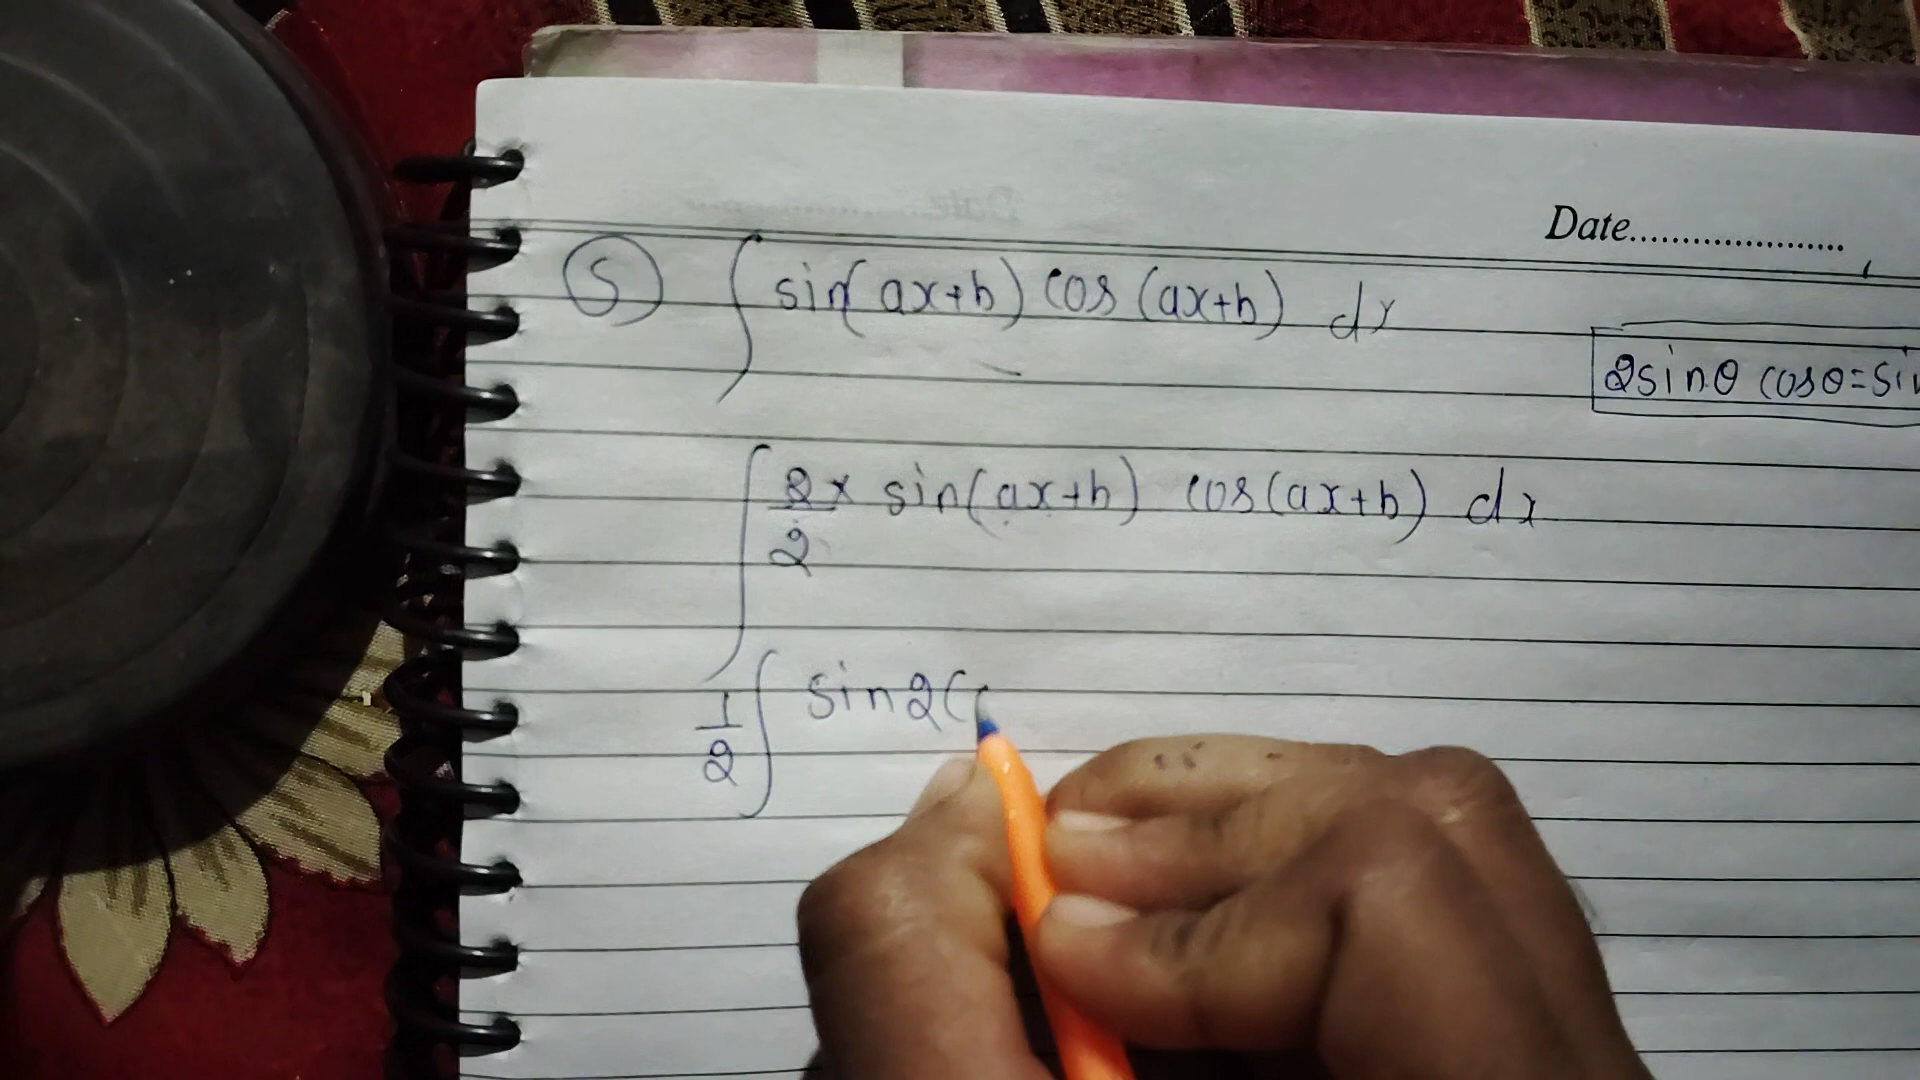 Date.....................
(5) ∫ sin(ax+b) cos (ax+b) dx
2sinθ cosθ = sin
∫ 2/2 × sin(ax+b) cos(ax+b) dx
1/2 ∫ sin2(